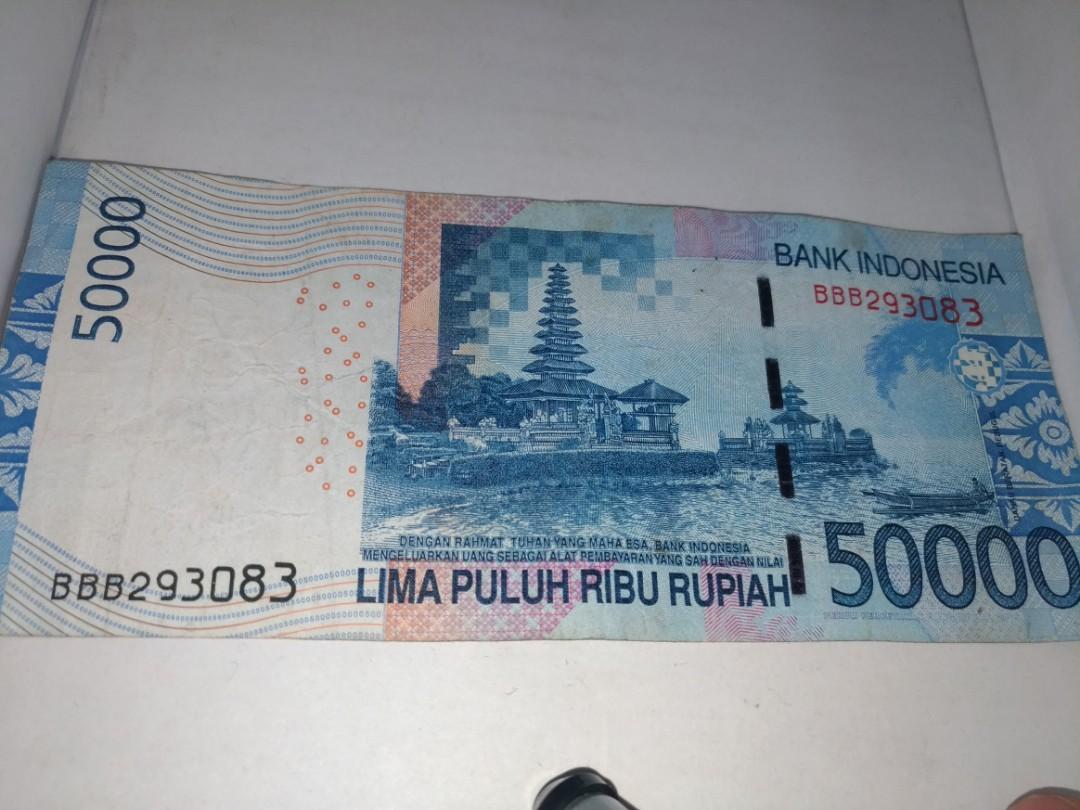 50000
BANK INDONESIA
BBB293083
DENGAN RAHMAT TUHAN YANG MAHA ESA, BANK INDONESIA
MENGELUARKAN UANG SEBAGAI ALAT PEMBAYARAN YANG SAH DENGAN NILAI
LIMA PULUH RIBU RUPIAH
50000
BBB293083